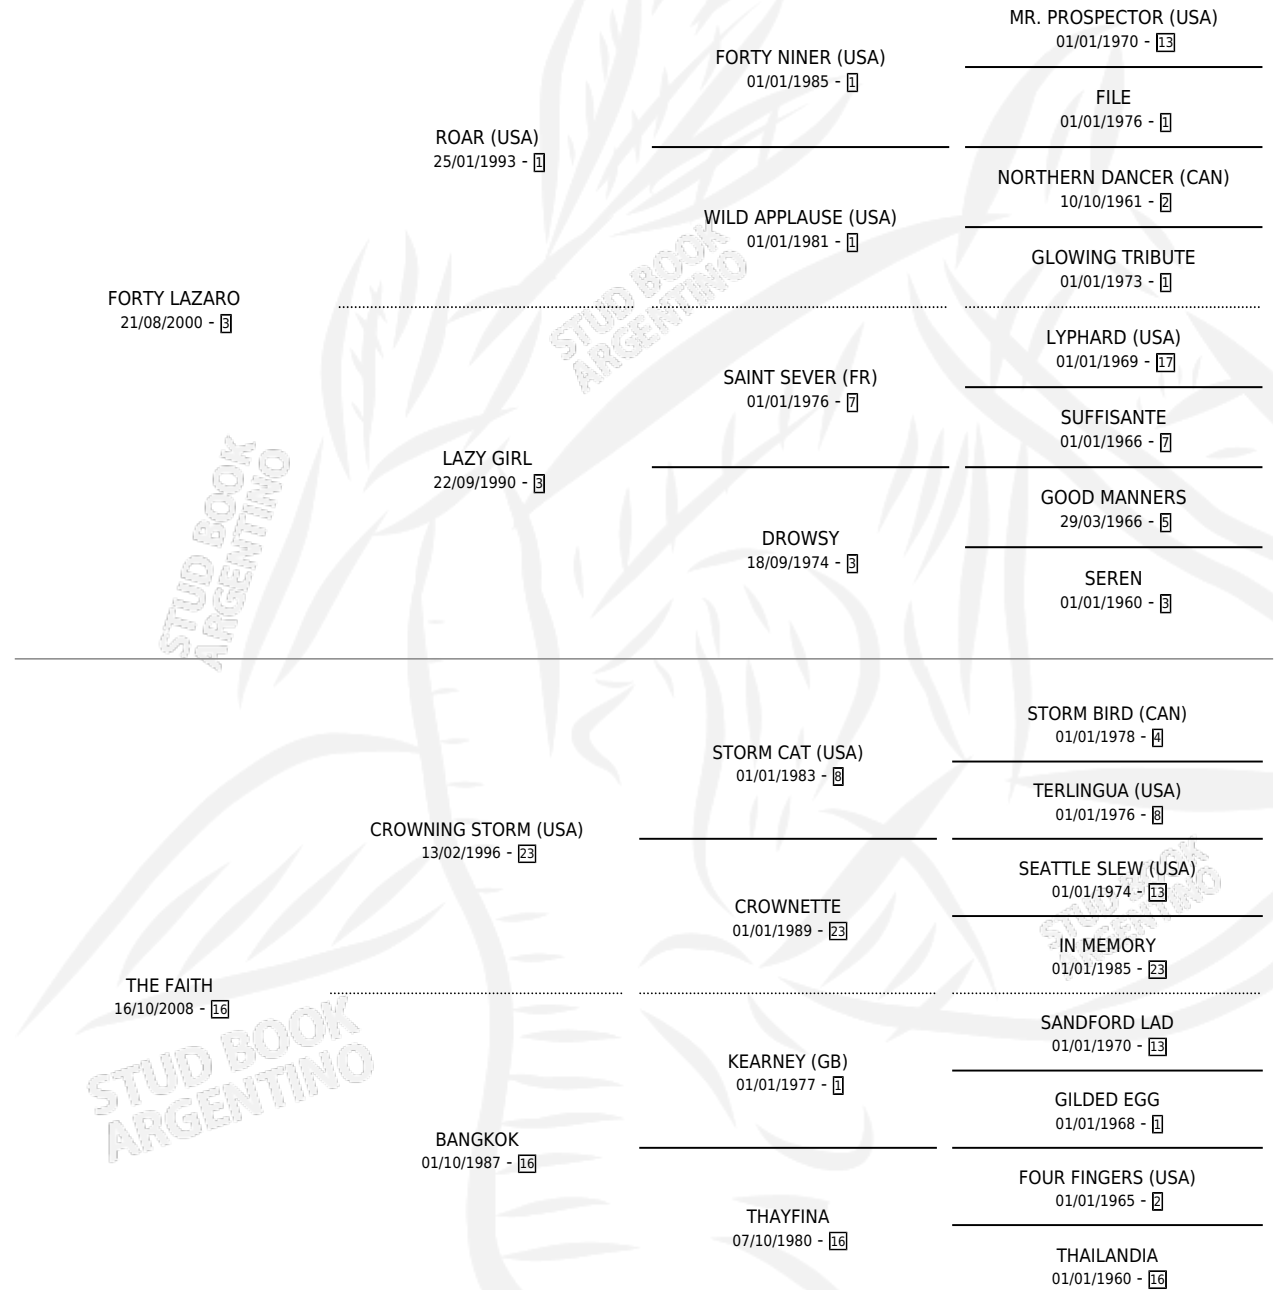 MR. PROSPECTOR (USA)
01/01/1970 - 13
FORTY NINER (USA)
01/01/1985 - 1
FILE
01/01/1976 - 1
ROAR (USA)
25/01/1993 - 1
NORTHERN DANCER (CAN)
10/10/1961 - 2
WILD APPLAUSE (USA)
01/01/1981 - 1
GLOWING TRIBUTE
01/01/1973 - 1
FORTY LAZARO
21/08/2000 - 3
LYPHARD (USA)
01/01/1969 - 17
SAINT SEVER (FR)
01/01/1976 - 7
SUFFISANTE
01/01/1966 - 7
LAZY GIRL
22/09/1990 - 3
GOOD MANNERS
29/03/1966 - 5
DROWSY
18/09/1974 - 3
SEREN
01/01/1960 - 3
STUD BOOK
ARGENTINO
STUD BOOK
ARGENTINO
STORM BIRD (CAN)
01/01/1978 - 4
STORM CAT (USA)
01/01/1983 - 8
TERLINGUA (USA)
01/01/1976 - 8
CROWNING STORM (USA)
13/02/1996 - 23
SEATTLE SLEW (USA)
01/01/1974 - 13
CROWNETTE
01/01/1989 - 23
IN MEMORY
01/01/1985 - 23
STUD BOOK
ARGENTINO
THE FAITH
16/10/2008 - 16
SANDFORD LAD
01/01/1970 - 13
KEARNEY (GB)
01/01/1977 - 1
GILDED EGG
01/01/1968 - 1
BANGKOK
01/10/1987 - 16
FOUR FINGERS (USA)
01/01/1965 - 2
THAYFINA
07/10/1980 - 16
THAILANDIA
01/01/1960 - 16
STUD BOOK
ARGENTINO